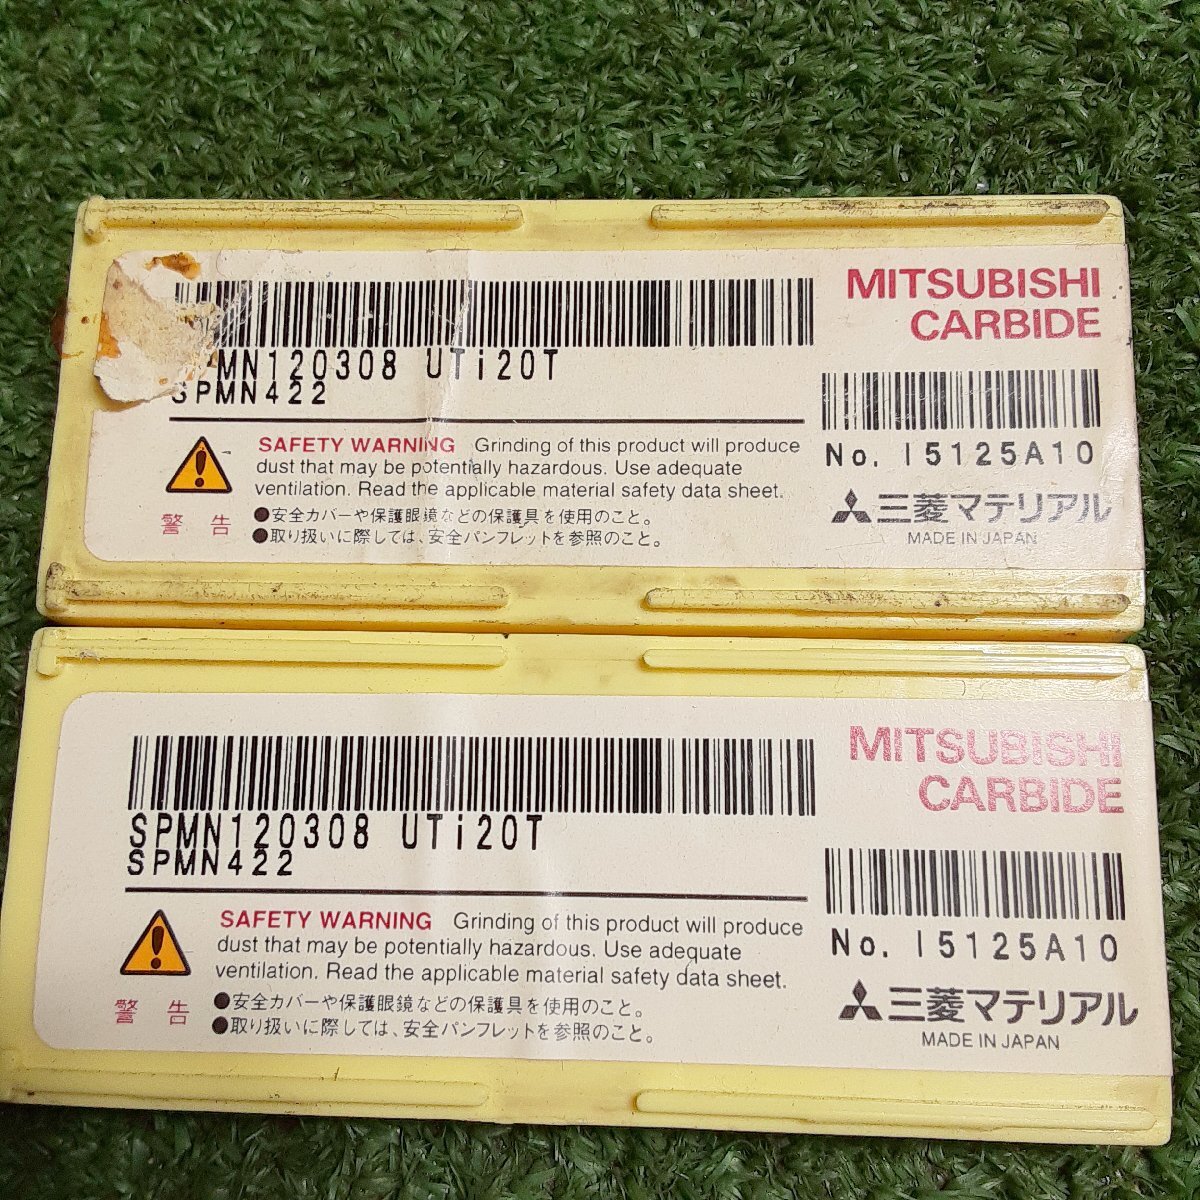 MITSUBISHI
CARBIDE
PMN120308 UTi20T
SPMN422
No. I5125A10
SAFETY WARNING Grinding of this product will produce
dust that may be potentially hazardous. Use adequate
ventilation. Read the applicable material safety data sheet.
警告
●安全カバーや保護眼鏡などの保護具を使用のこと。
●取り扱いに際しては、安全パンフレットを参照のこと。
三菱マテリアル
MADE IN JAPAN
MITSUBISHI
CARBIDE
SPMN120308 UTi20T
SPMN422
No. I5125A10
SAFETY WARNING Grinding of this product will produce
dust that may be potentially hazardous. Use adequate
ventilation. Read the applicable material safety data sheet.
警告
●安全カバーや保護眼鏡などの保護具を使用のこと。
●取り扱いに際しては、安全パンフレットを参照のこと。
三菱マテリアル
MADE IN JAPAN